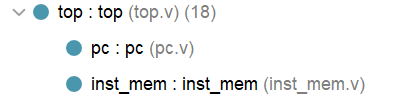 top : top (top.v) (18)
pc : pc (pc.v)
inst_mem : inst_mem (inst_mem.v)